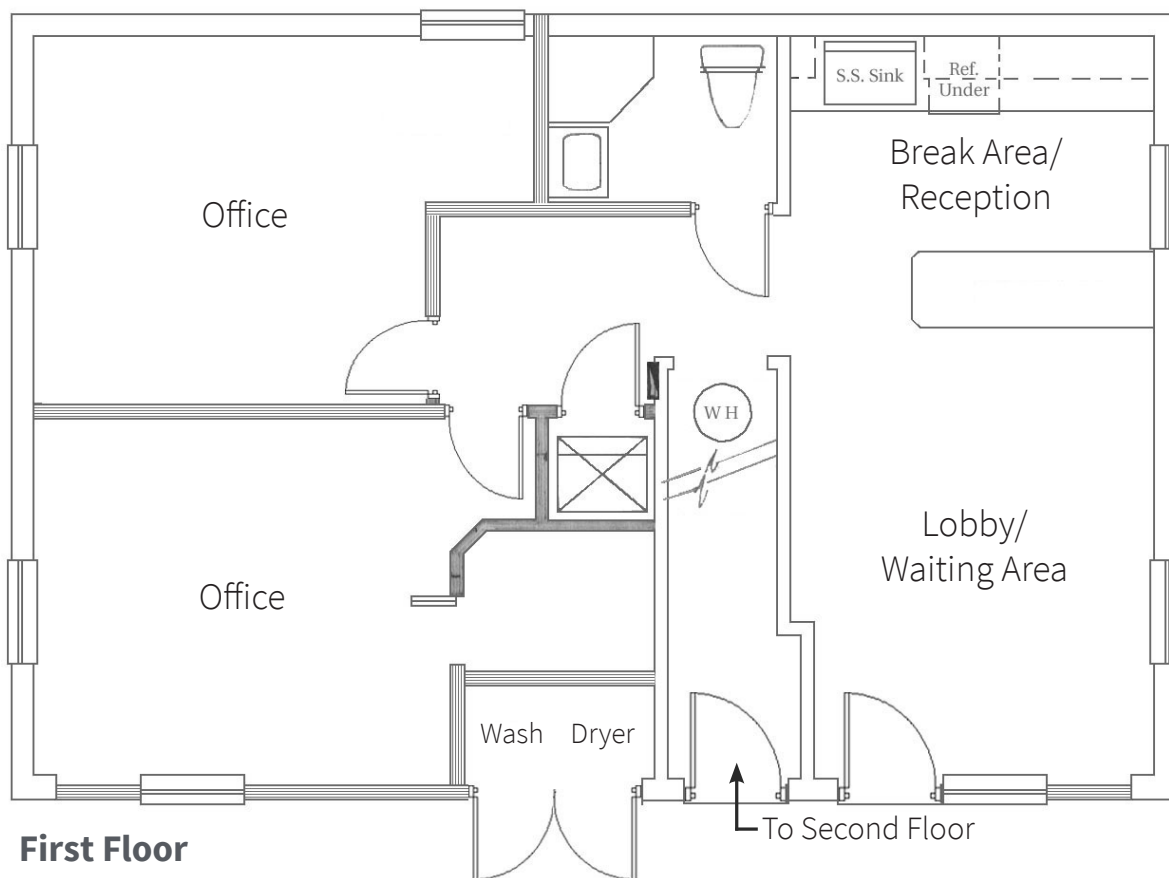 S.S. Sink
Ref.
Under
Break Area/
Reception
Office
W H
Lobby/
Waiting Area
Office
Wash
Dryer
To Second Floor
First Floor